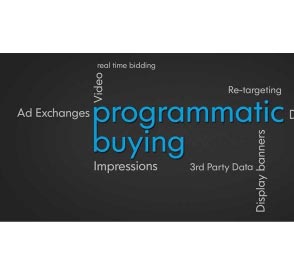 real time bidding
Video
Re-targeting
Ad Exchanges
programmatic
buying
Impressions
3rd Party Data
Display banners